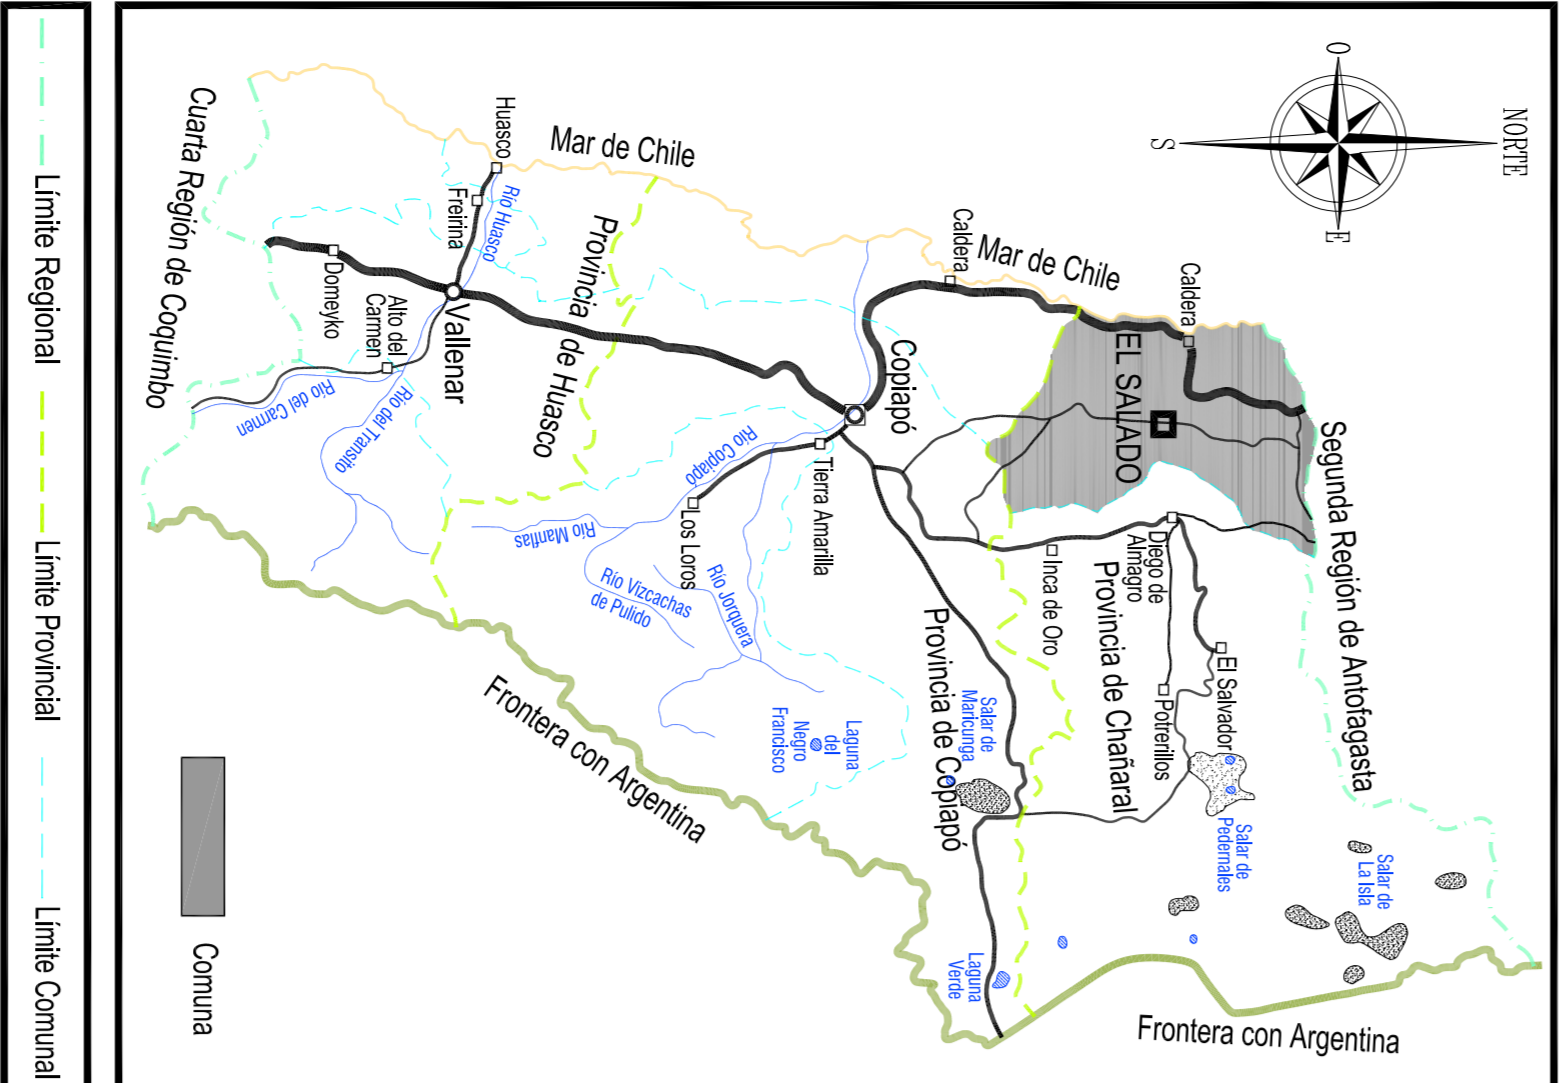 NORTE
O
E
S
Segunda Región de Antofagasta
Mar de Chile
Caldera
EL SALADO
Diego de
Almagro
El Salvador
Potrerillos
Inca de Oro
Provincia de Chañaral
Salar de
Pedernales
Salar de
La Isla
Frontera con Argentina
Caldera
Copiapó
Tierra Amarilla
Provincia de Copiapó
Salar de
Maricunga
Laguna
Verde
Laguna
del
Negro
Francisco
Río Copiapó
Los Loros
Río Jorquera
Río Manflas
Río Vizcachas
de Pulido
Frontera con Argentina
Mar de Chile
Provincia de Huasco
Huasco
Río Huasco
Freirina
Vallenar
Domeyko
Alto del
Carmen
Río del Transito
Río del Carmen
Cuarta Región de Coquimbo
Comuna
Límite Regional
Límite Provincial
Límite Comunal